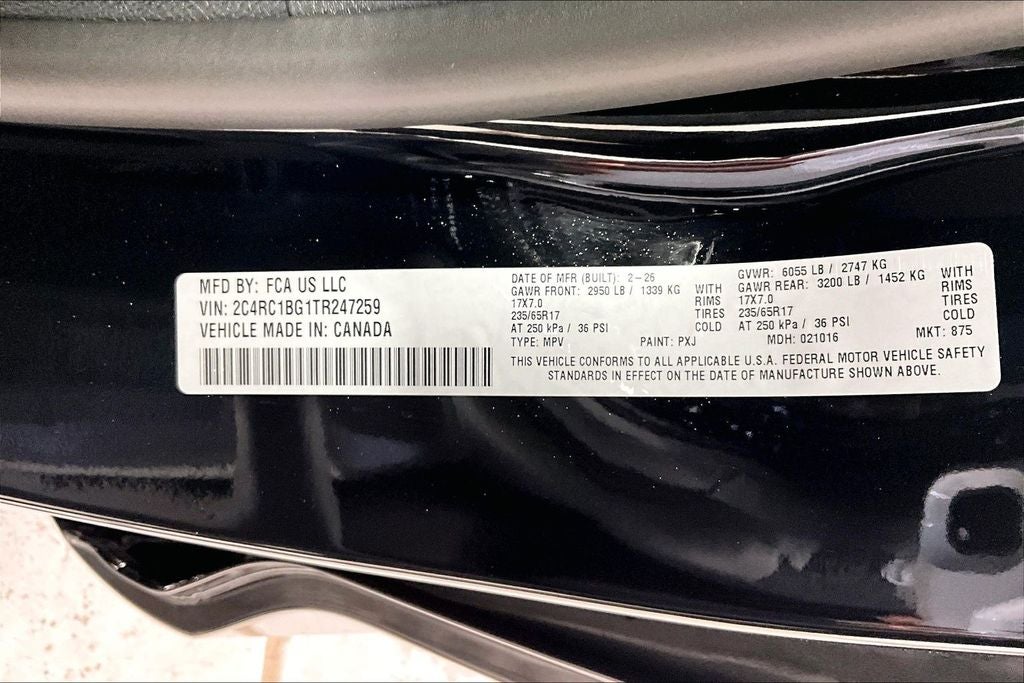 MFD BY: FCA US LLC
VIN: 2C4RC1BG1TR247259
VEHICLE MADE IN: CANADA
DATE OF MFR (BUILT): 2-26
GAWR FRONT: 2950 LB / 1339 KG WITH
17X7.0 RIMS
235/65R17 TIRES
AT 250 kPa / 36 PSI COLD
TYPE: MPV PAINT: PXJ
GVWR: 6055 LB / 2747 KG
GAWR REAR: 3200 LB / 1452 KG WITH
17X7.0 RIMS
235/65R17 TIRES
AT 250 kPa / 36 PSI COLD
MDH: 021016 MKT: 875
THIS VEHICLE CONFORMS TO ALL APPLICABLE U.S.A. FEDERAL MOTOR VEHICLE SAFETY
STANDARDS IN EFFECT ON THE DATE OF MANUFACTURE SHOWN ABOVE.